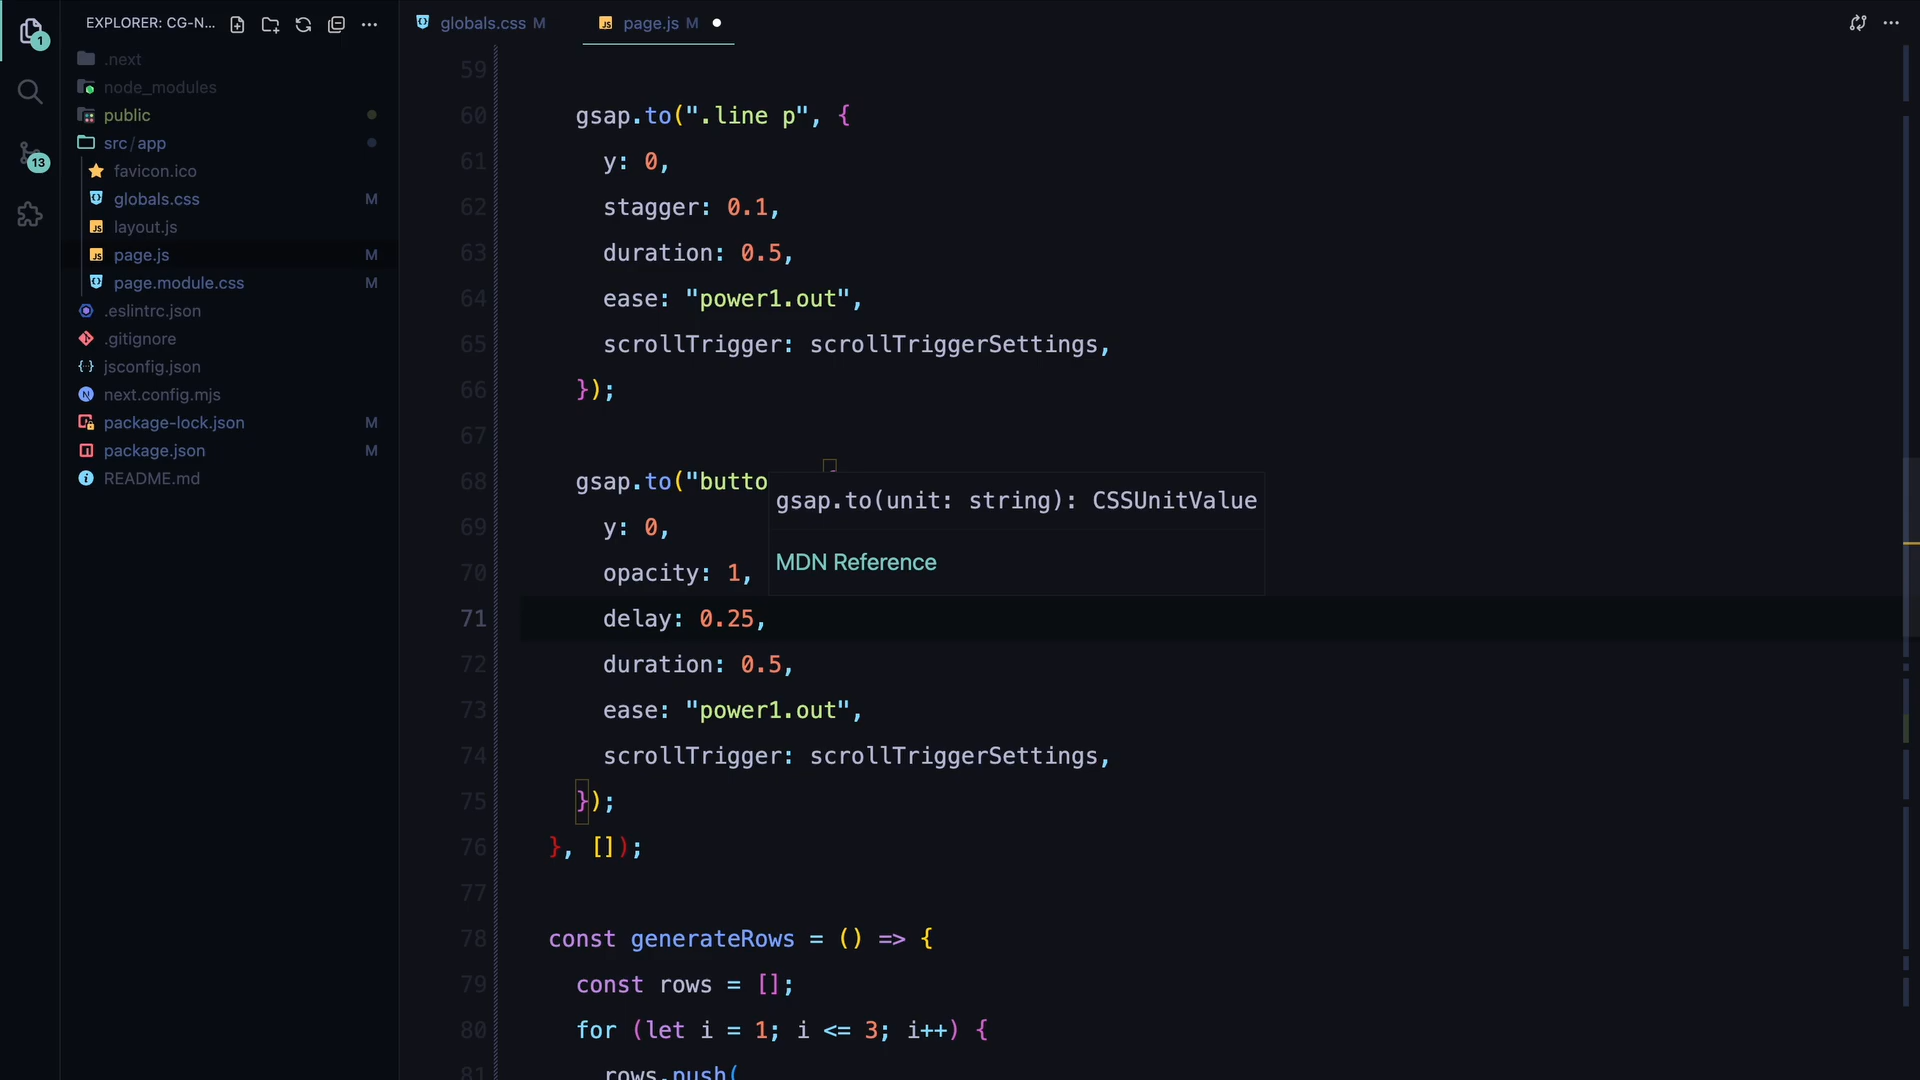 EXPLORER: CG-N...
1
13
.next
node_modules
public
src/app
favicon.ico
globals.css M
layout.js
page.js M
page.module.css M
.eslintrc.json
.gitignore
jsconfig.json
next.config.mjs
package-lock.json M
package.json M
README.md
globals.css M
page.js M
59
60 gsap.to(".line p", {
61 y: 0,
62 stagger: 0.1,
63 duration: 0.5,
64 ease: "power1.out",
65 scrollTrigger: scrollTriggerSettings,
66 });
67
68 gsap.to("butto
gsap.to(unit: string): CSSUnitValue
MDN Reference
69 y: 0,
70 opacity: 1,
71 delay: 0.25,
72 duration: 0.5,
73 ease: "power1.out",
74 scrollTrigger: scrollTriggerSettings,
75 });
76 }, []);
77
78 const generateRows = () => {
79 const rows = [];
80 for (let i = 1; i <= 3; i++) {
81 rows.push(